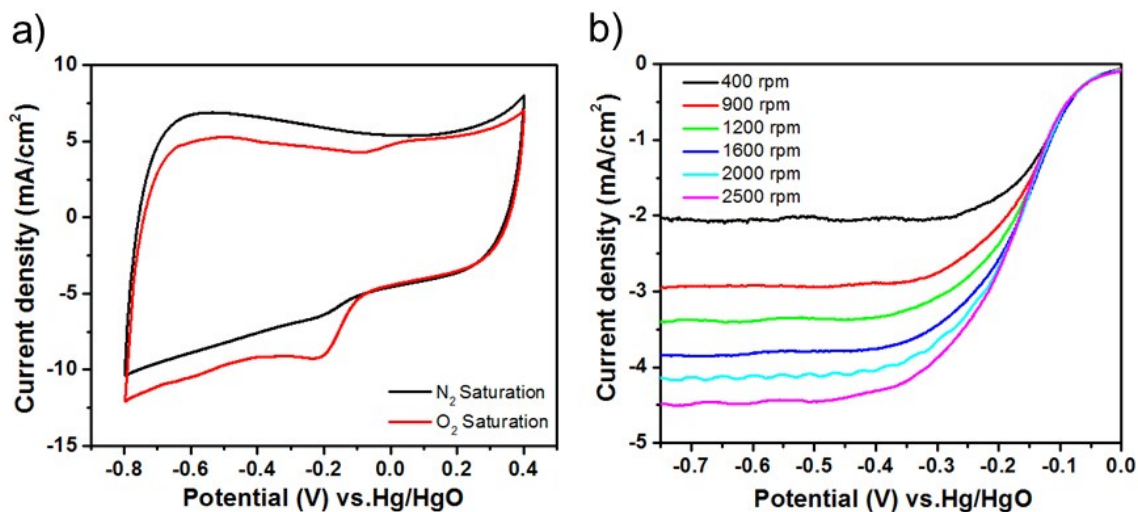 a)
Current density (mA/cm²)
10
5
0
-5
-10
-15
-0.8 -0.6 -0.4 -0.2 0.0 0.2 0.4
Potential (V) vs.Hg/HgO
N₂ Saturation
O₂ Saturation
b)
Current density (mA/cm²)
0
-1
-2
-3
-4
-5
-0.7 -0.6 -0.5 -0.4 -0.3 -0.2 -0.1 0.0
Potential (V) vs.Hg/HgO
400 rpm
900 rpm
1200 rpm
1600 rpm
2000 rpm
2500 rpm